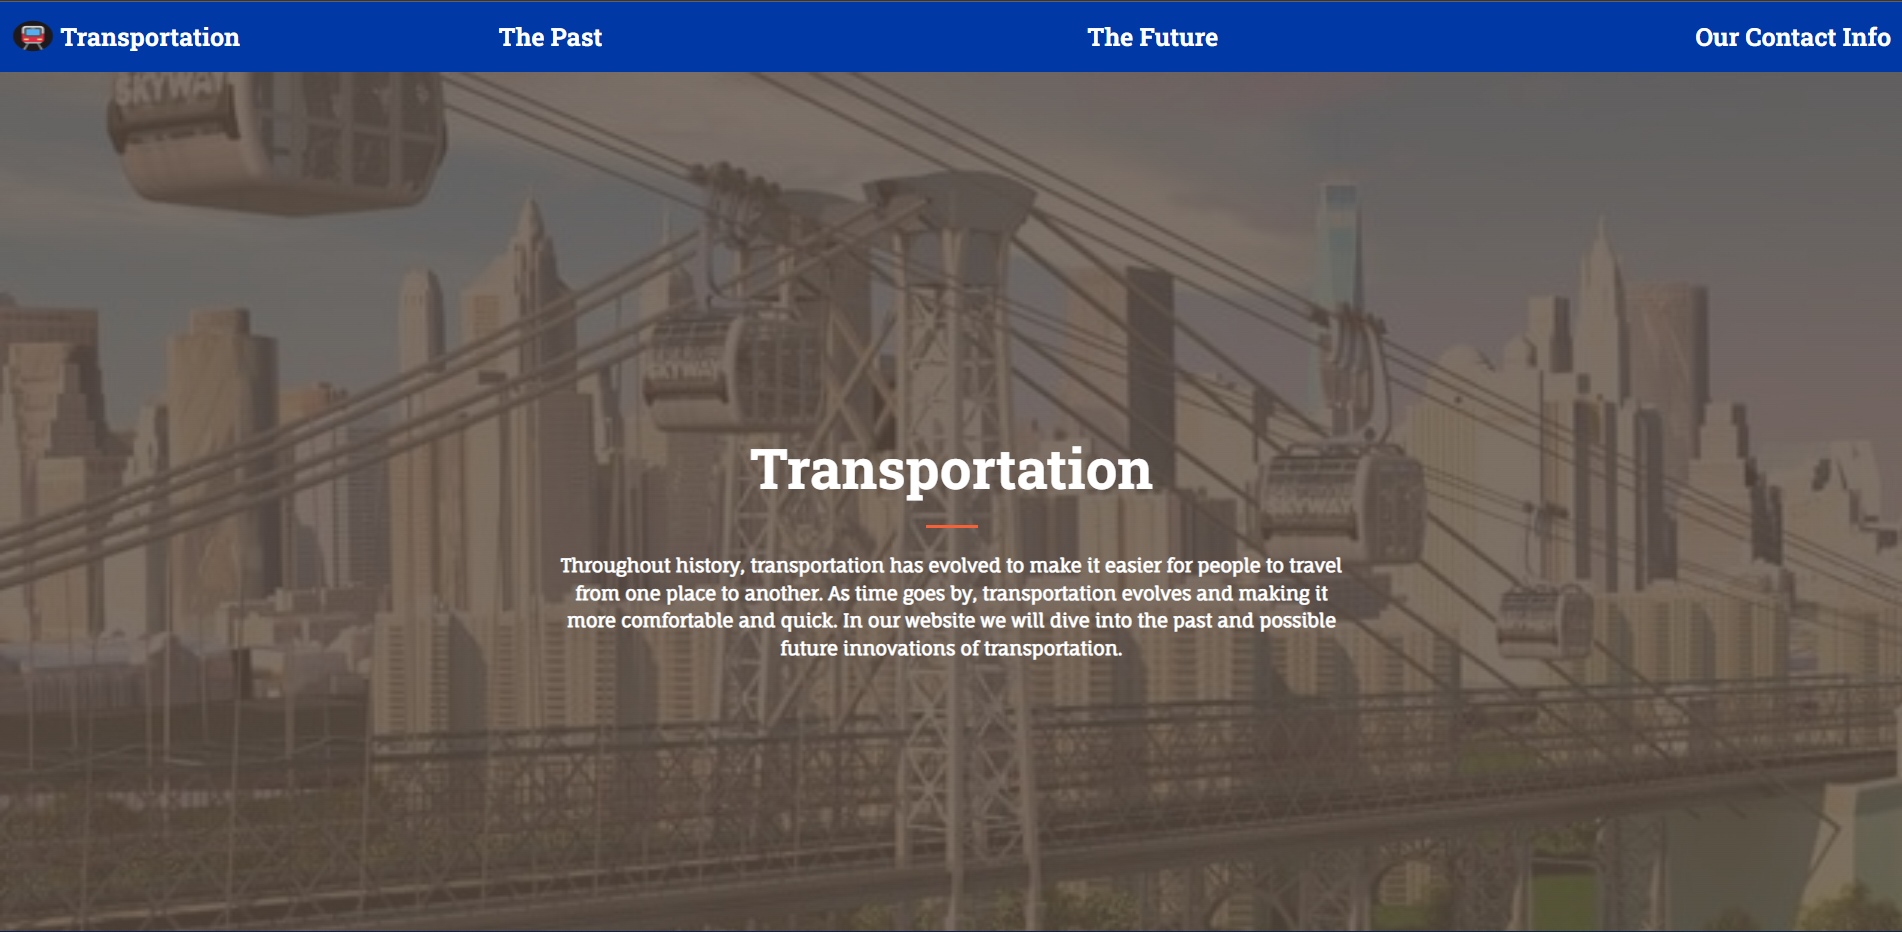 Transportation
The Past
The Future
Our Contact Info
SKYWAY
SKYWAY
Transportation
SKYWAY
Throughout history, transportation has evolved to make it easier for people to travel
from one place to another. As time goes by, transportation evolves and making it
more comfortable and quick. In our website we will dive into the past and possible
future innovations of transportation.
SKYWAY